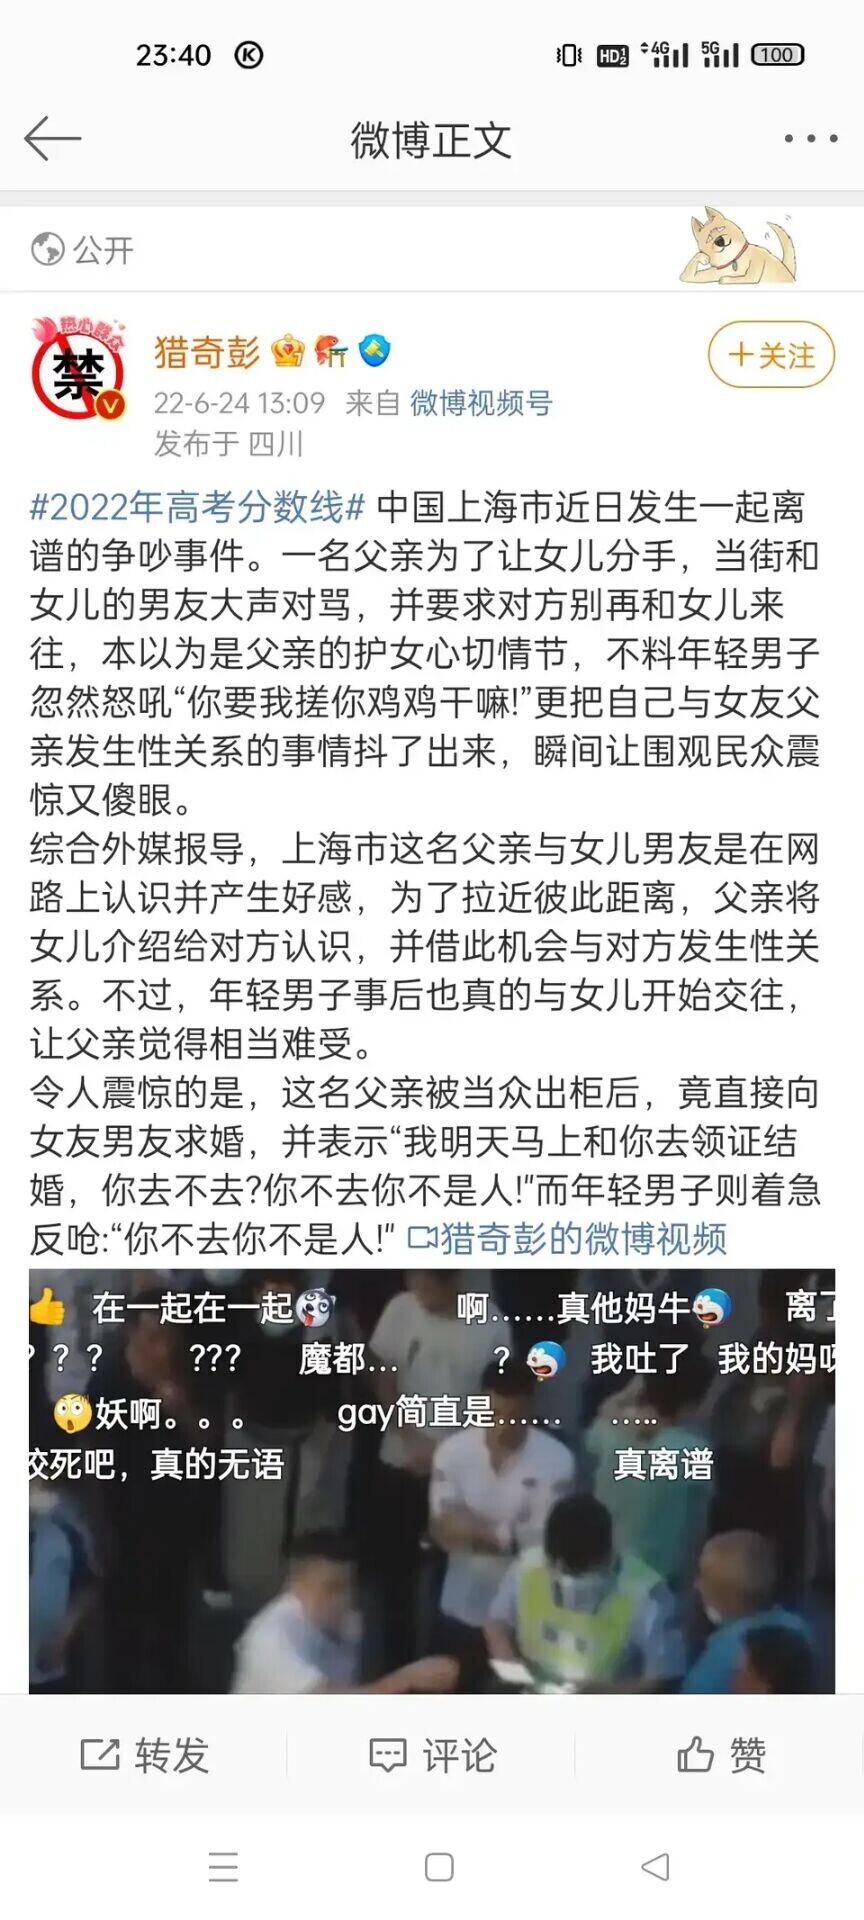 23:40
HD 4G 5G 100
微博正文
公开
热心群众
禁
猎奇彭
+关注
22-6-24 13:09 来自 微博视频号
发布于 四川
#2022年高考分数线# 中国上海市近日发生一起离
谱的争吵事件。一名父亲为了让女儿分手，当街和
女儿的男友大声对骂，并要求对方别再和女儿来
往，本以为是父亲的护女心切情节，不料年轻男子
忽然怒吼“你要我搓你鸡鸡干嘛!”更把自己与女友父
亲发生性关系的事情抖了出来，瞬间让围观民众震
惊又傻眼。
综合外媒报导，上海市这名父亲与女儿男友是在网
路上认识并产生好感，为了拉近彼此距离，父亲将
女儿介绍给对方认识，并借此机会与对方发生性关
系。不过，年轻男子事后也真的与女儿开始交往，
让父亲觉得相当难受。
令人震惊的是，这名父亲被当众出柜后，竟直接向
女友男友求婚，并表示“我明天马上和你去领证结
婚，你去不去?你不去你不是人!”而年轻男子则着急
反呛:“你不去你不是人!” 猎奇彭的微博视频
在一起在一起 啊......真他妈牛 离了
? ? ? ??? 魔都... ? 我吐了 我的妈呀
妖啊。。。 gay简直是...... .....
死吧，真的无语 真离谱
转发 评论 赞